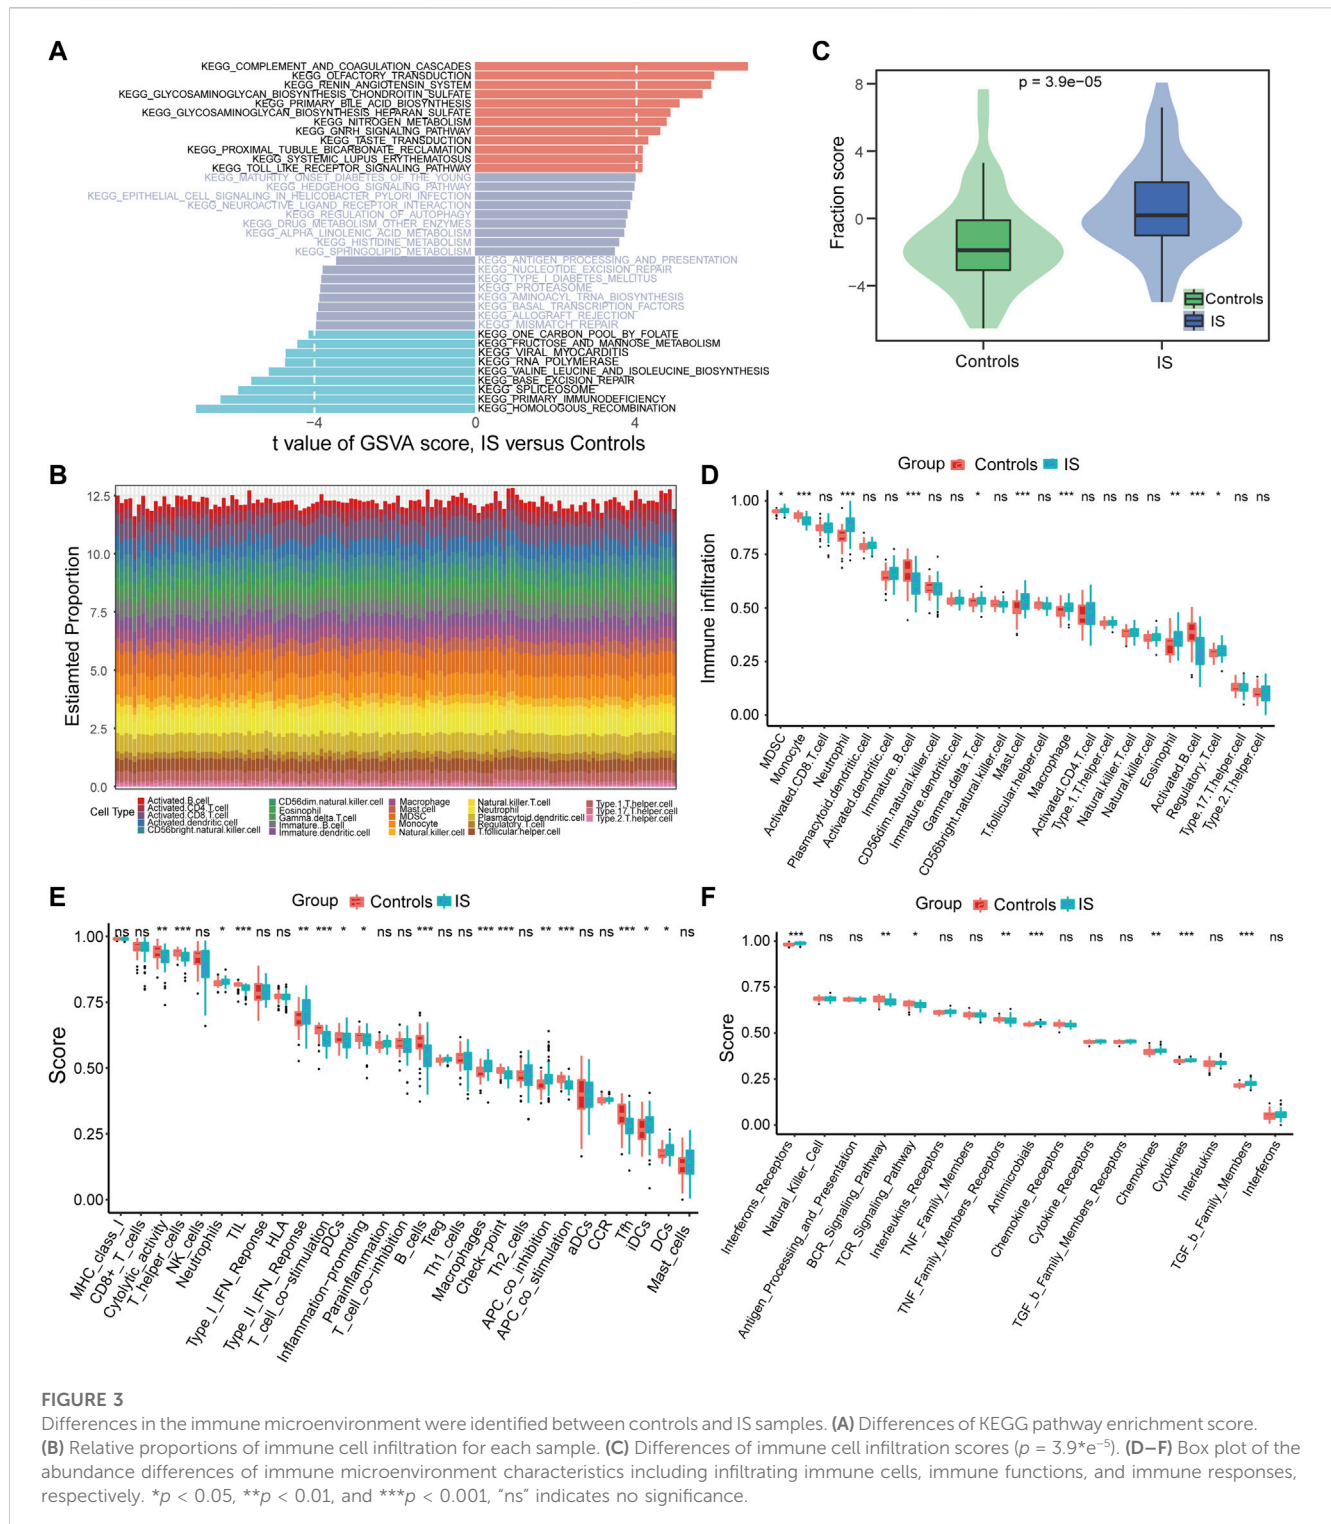 A
KEGG_COMPLEMENT_AND_COAGULATION_CASCADES
KEGG_OLFACTORY_TRANSDUCTION
KEGG_RENIN_ANGIOTENSIN_SYSTEM
KEGG_GLYCOSAMINOGLYCAN_BIOSYNTHESIS_CHONDROITIN_SULFATE
KEGG_PRIMARY_BILE_ACID_BIOSYNTHESIS
KEGG_GLYCOSAMINOGLYCAN_BIOSYNTHESIS_HEPARAN_SULFATE
KEGG_NITROGEN_METABOLISM
KEGG_GNRH_SIGNALING_PATHWAY
KEGG_TASTE_TRANSDUCTION
KEGG_PROXIMAL_TUBULE_BICARBONATE_RECLAMATION
KEGG_SYSTEMIC_LUPUS_ERYTHEMATOSUS
KEGG_TOLL_LIKE_RECEPTOR_SIGNALING_PATHWAY
KEGG_MATURITY_ONSET_DIABETES_OF_THE_YOUNG
KEGG_HEDGEHOG_SIGNALING_PATHWAY
KEGG_EPITHELIAL_CELL_SIGNALING_IN_HELICOBACTER_PYLORI_INFECTION
KEGG_NEUROACTIVE_LIGAND_RECEPTOR_INTERACTION
KEGG_REGULATION_OF_AUTOPHAGY
KEGG_DRUG_METABOLISM_OTHER_ENZYMES
KEGG_ALPHA_LINOLENIC_ACID_METABOLISM
KEGG_HISTIDINE_METABOLISM
KEGG_SPHINGOLIPID_METABOLISM
KEGG_ANTIGEN_PROCESSING_AND_PRESENTATION
KEGG_NUCLEOTIDE_EXCISION_REPAIR
KEGG_TYPE_I_DIABETES_MELLITUS
KEGG_PROTEASOME
KEGG_AMINOACYL_TRNA_BIOSYNTHESIS
KEGG_BASAL_TRANSCRIPTION_FACTORS
KEGG_ALLOGRAFT_REJECTION
KEGG_MISMATCH_REPAIR
KEGG_ONE_CARBON_POOL_BY_FOLATE
KEGG_FRUCTOSE_AND_MANNOSE_METABOLISM
KEGG_VIRAL_MYOCARDITIS
KEGG_RNA_POLYMERASE
KEGG_VALINE_LEUCINE_AND_ISOLEUCINE_BIOSYNTHESIS
KEGG_BASE_EXCISION_REPAIR
KEGG_SPLICEOSOME
KEGG_PRIMARY_IMMUNODEFICIENCY
KEGG_HOMOLOGOUS_RECOMBINATION
−4 0 4
t value of GSVA score, IS versus Controls
C
p = 3.9e−05
Fraction score
8
4
0
−4
Controls
IS
Controls IS
B
Estiamted Proportion
12.5
10.0
7.5
5.0
2.5
0.0
Cell Type
Activated.B.cell
Activated.CD4.T.cell
Activated.CD8.T.cell
Activated.dendritic.cell
CD56bright.natural.killer.cell
CD56dim.natural.killer.cell
Eosinophil
Gamma.delta.T.cell
Immature..B.cell
Immature.dendritic.cell
Macrophage
Mast.cell
MDSC
Monocyte
Natural.killer.cell
Natural.killer.T.cell
Neutrophil
Plasmacytoid.dendritic.cell
Regulatory.T.cell
T.follicular.helper.cell
Type.1.T.helper.cell
Type.17.T.helper.cell
Type.2.T.helper.cell
D
Group Controls IS
* *** ns *** ns ns *** ns ns * ns *** ns *** ns ns ns ns ** *** * ns ns
Immune infiltration
1.00
0.75
0.50
0.25
0.00
MDSC
Monocyte
Activated.CD8.T.cell
Neutrophil
Plasmacytoid.dendritic.cell
Activated.dendritic.cell
Immature..B.cell
CD56dim.natural.killer.cell
Immature.dendritic.cell
Gamma.delta.T.cell
CD56bright.natural.killer.cell
Mast.cell
T.follicular.helper.cell
Macrophage
Activated.CD4.T.cell
Type.1.T.helper.cell
Natural.killer.T.cell
Natural.killer.cell
Eosinophil
Activated.B.cell
Regulatory.T.cell
Type.17.T.helper.cell
Type.2.T.helper.cell
E
Group Controls IS
ns ns ** *** ns * *** ns ns ** *** * * ns ns *** ns ns *** *** ns ** *** ns ns *** * * ns
Score
1.00
0.75
0.50
0.25
0.00
MHC_class_I
CD8+_T_cells
Cytolytic_activity
T_helper_cells
NK_cells
Neutrophils
TIL
Type_I_IFN_Response
HLA
Type_II_IFN_Reponse
T_cell_co−stimulation
pDCs
Inflammation−promoting
Parainflammation
T_cell_co−inhibition
B_cells
Treg
Th1_cells
Macrophages
Check−point
Th2_cells
APC_co_inhibition
APC_co_stimulation
aDCs
CCR
Tfh
iDCs
DCs
Mast_cells
F
Group Controls IS
*** ns ns ** * ns ns ** *** ns ns ns ** *** ns *** ns
Score
1.00
0.75
0.50
0.25
0.00
Interferons_Receptors
Natural_Killer_Cell
Antigen_Processing_and_Presentation
BCR_Signaling_Pathway
TCR_Signaling_Pathway
Interleukins_Receptors
TNF_Family_Members
TNF_Family_Members_Receptors
Antimicrobials
Chemokine_Receptors
Cytokine_Receptors
TGF_b_Family_Members_Receptors
Chemokines
Cytokines
Interleukins
TGF_b_Family_Members
Interferons
FIGURE 3
Differences in the immune microenvironment were identified between controls and IS samples. (A) Differences of KEGG pathway enrichment score.
(B) Relative proportions of immune cell infiltration for each sample. (C) Differences of immune cell infiltration scores (p = 3.9*e−5). (D–F) Box plot of the
abundance differences of immune microenvironment characteristics including infiltrating immune cells, immune functions, and immune responses,
respectively. *p < 0.05, **p < 0.01, and ***p < 0.001, "ns" indicates no significance.